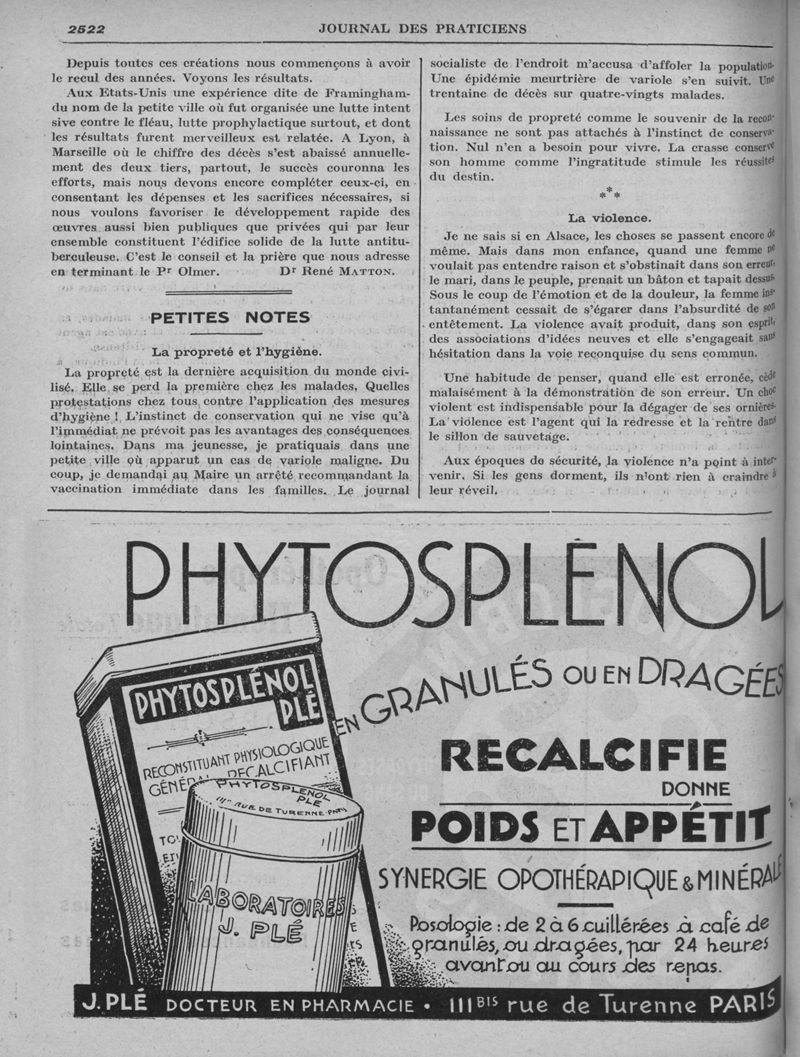 2522
JOURNAL DES PRATICIENS
Depuis toutes ces créations nous commençons à avoir
le recul des années. Voyons les résultats.
Aux Etats-Unis une expérience dite de Framingham-
du nom de la petite ville où fut organisée une lutte intent
sive contre le fléau, lutte prophylactique surtout, et dont
les résultats furent merveilleux est relatée. A Lyon, à
Marseille où le chiffre des décès s'est abaissé annuelle-
ment des deux tiers, partout, le succès couronna les
efforts, mais nous devons encore compléter ceux-ci, en
consentant les dépenses et les sacrifices nécessaires, si
nous voulons favoriser le développement rapide des
œuvres aussi bien publiques que privées qui par leur
ensemble constituent l'édifice solide de la lutte antitu-
berculeuse. C'est le conseil et la prière que nous adresse
en terminant le Pr Olmer. Dr René MATTON.
PETITES NOTES
La propreté et l'hygiène.
La propreté est la dernière acquisition du monde civi-
lisé. Elle se perd la première chez les malades, Quelles
protestations chez tous contre l'application des mesures
d'hygiène ! L'instinct de conservation qui ne vise qu'à
l'immédiat ne prévoit pas les avantages des conséquences
lointaines. Dans ma jeunesse, je pratiquais dans une
petite ville où apparut un cas de variole maligne. Du
coup, je demandai au Maire un arrêté recommandant la
vaccination immédiate dans les familles. Le journal
socialiste de l'endroit m'accusa d'affoler la population.
Une épidémie meurtrière de variole s'en suivit. Une
trentaine de décès sur quatre-vingts malades.
Les soins de propreté comme le souvenir de la recon-
naissance ne sont pas attachés à l'instinct de conserva-
tion. Nul n'en a besoin pour vivre. La crasse conserve
son homme comme l'ingratitude stimule les réussites
du destin.
***
La violence.
Je ne sais si en Alsace, les choses se passent encore de
même. Mais dans mon enfance, quand une femme ne
voulait pas entendre raison et s'obstinait dans son erreur,
le mari, dans le peuple, prenait un bâton et tapait dessus.
Sous le coup de l'émotion et de la douleur, la femme ins-
tantanément cessait de s'égarer dans l'absurdité de son
entêtement. La violence avait produit, dans son esprit,
des associations d'idées neuves et elle s'engageait sans
hésitation dans la voie reconquise du sens commun.
Une habitude de penser, quand elle est erronée, cède
malaisément à la démonstration de son erreur. Un choc
violent est indispensable pour la dégager de ses ornières.
La violence est l'agent qui la redresse et la rentre dans
le sillon de sauvetage.
Aux époques de sécurité, la violence n'a point à inter-
venir. Si les gens dorment, ils n'ont rien à craindre à
leur réveil.
PHYTOSPLÉNOL
EN GRANULÉS OU EN DRAGÉES
PHYTOSPLÉNOL
PLÉ
RECONSTITUANT PHYSIOLOGIQUE
GÉNÉRAL DECALCIFIANT
PHYTOSPLENOL
PLÉ
111bis RUE DE TURENNE-PARIS
LABORATOIRES
J. PLÉ
RECALCIFIE
DONNE
POIDS ET APPÉTIT
SYNERGIE OPOTHÉRAPIQUE & MINÉRALE
Posologie : de 2 à 6 cuillérées à café de
granulés, ou dragées, par 24 heures
avant ou au cours des repas.
J. PLÉ DOCTEUR EN PHARMACIE • 111 BIS rue de Turenne PARIS